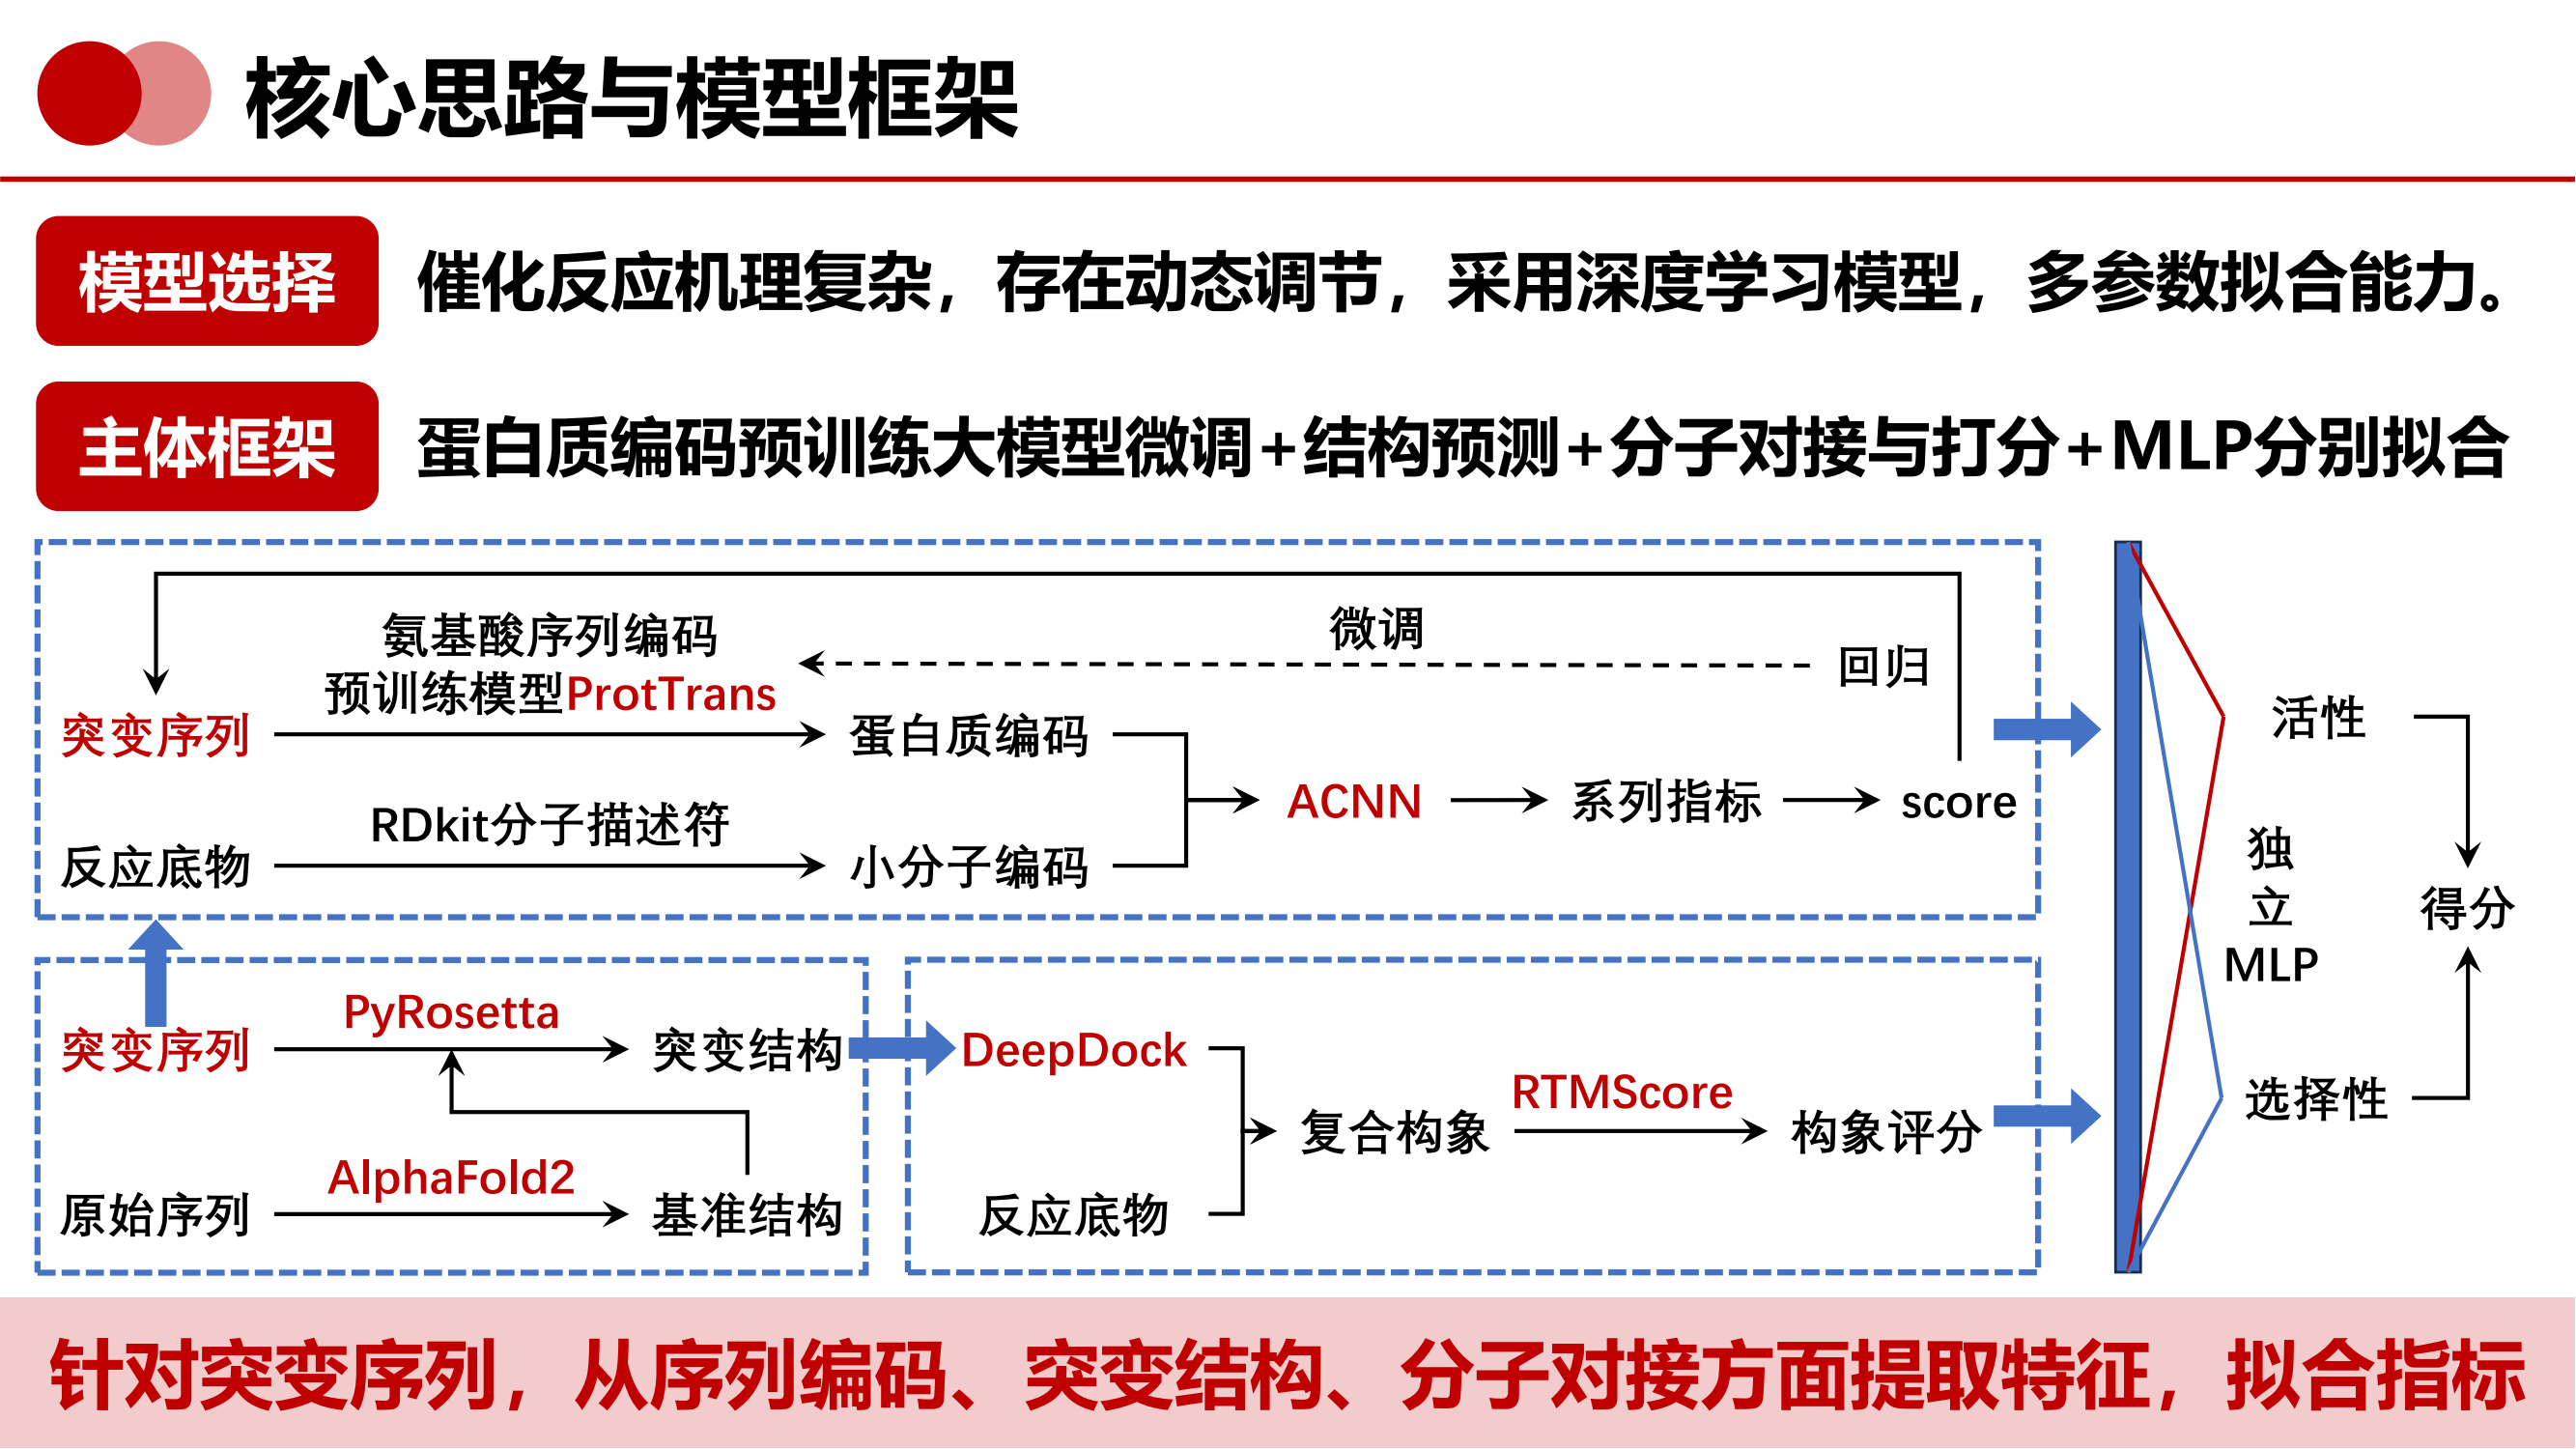 核心思路与模型框架
模型选择
催化反应机理复杂，存在动态调节，采用深度学习模型，多参数拟合能力。
主体框架
蛋白质编码预训练大模型微调+结构预测+分子对接与打分+MLP分别拟合
氨基酸序列编码
预训练模型ProtTrans
微调
回归
突变序列
蛋白质编码
RDkit分子描述符
反应底物
小分子编码
ACNN
系列指标
score
突变序列
PyRosetta
突变结构
原始序列
AlphaFold2
基准结构
DeepDock
反应底物
复合构象
RTMScore
构象评分
活性
独
立
MLP
选择性
得分
针对突变序列，从序列编码、突变结构、分子对接方面提取特征，拟合指标